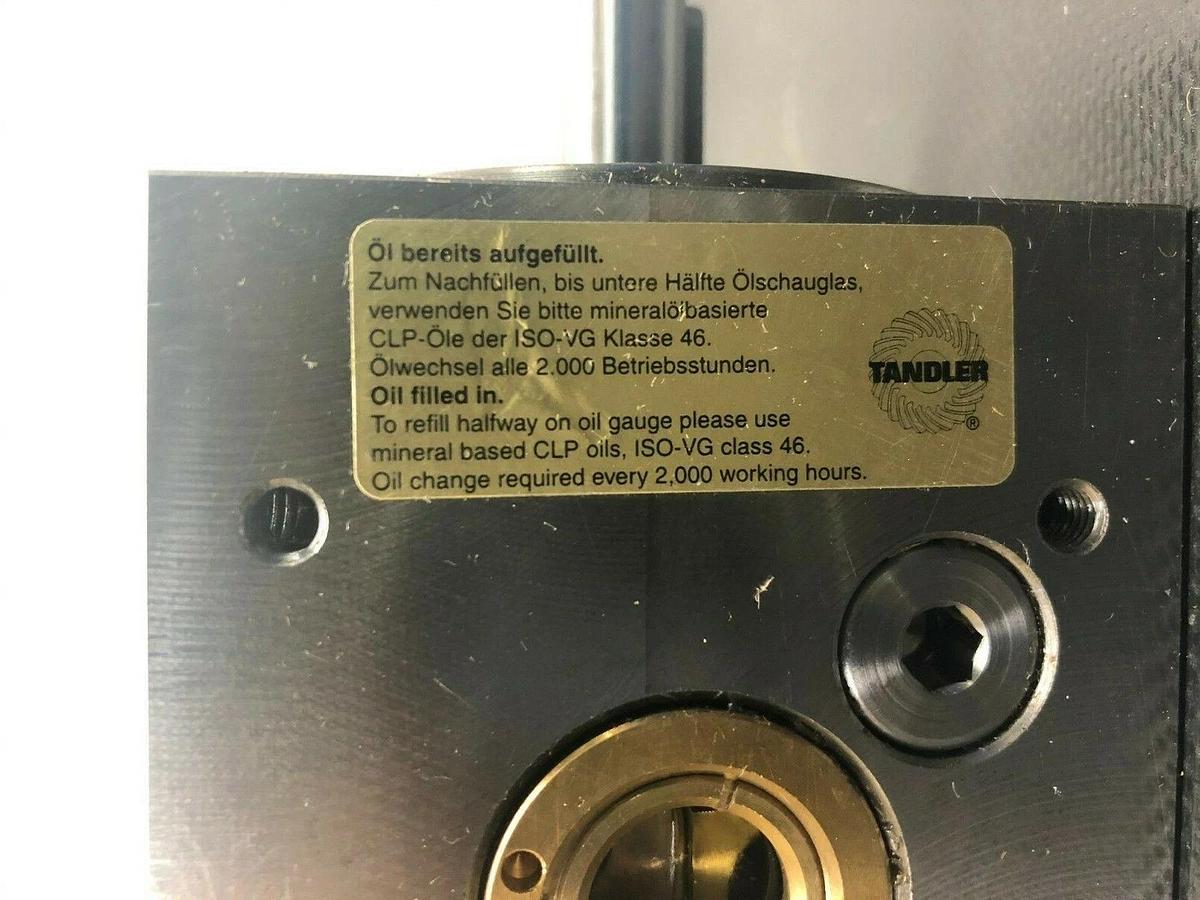 Öl bereits aufgefüllt.
Zum Nachfüllen, bis untere Hälfte Ölschauglas,
verwenden Sie bitte mineralölbasierte
CLP-Öle der ISO-VG Klasse 46.
Ölwechsel alle 2.000 Betriebsstunden.
Oil filled in.
To refill halfway on oil gauge please use
mineral based CLP oils, ISO-VG class 46.
Oil change required every 2,000 working hours.
TANDLER
®